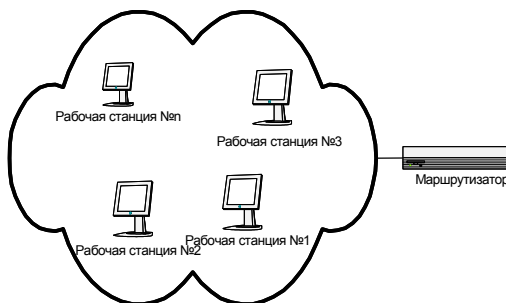 Рабочая станция №n
Рабочая станция №3
Маршрутизатор
Рабочая станция №2
Рабочая станция №1